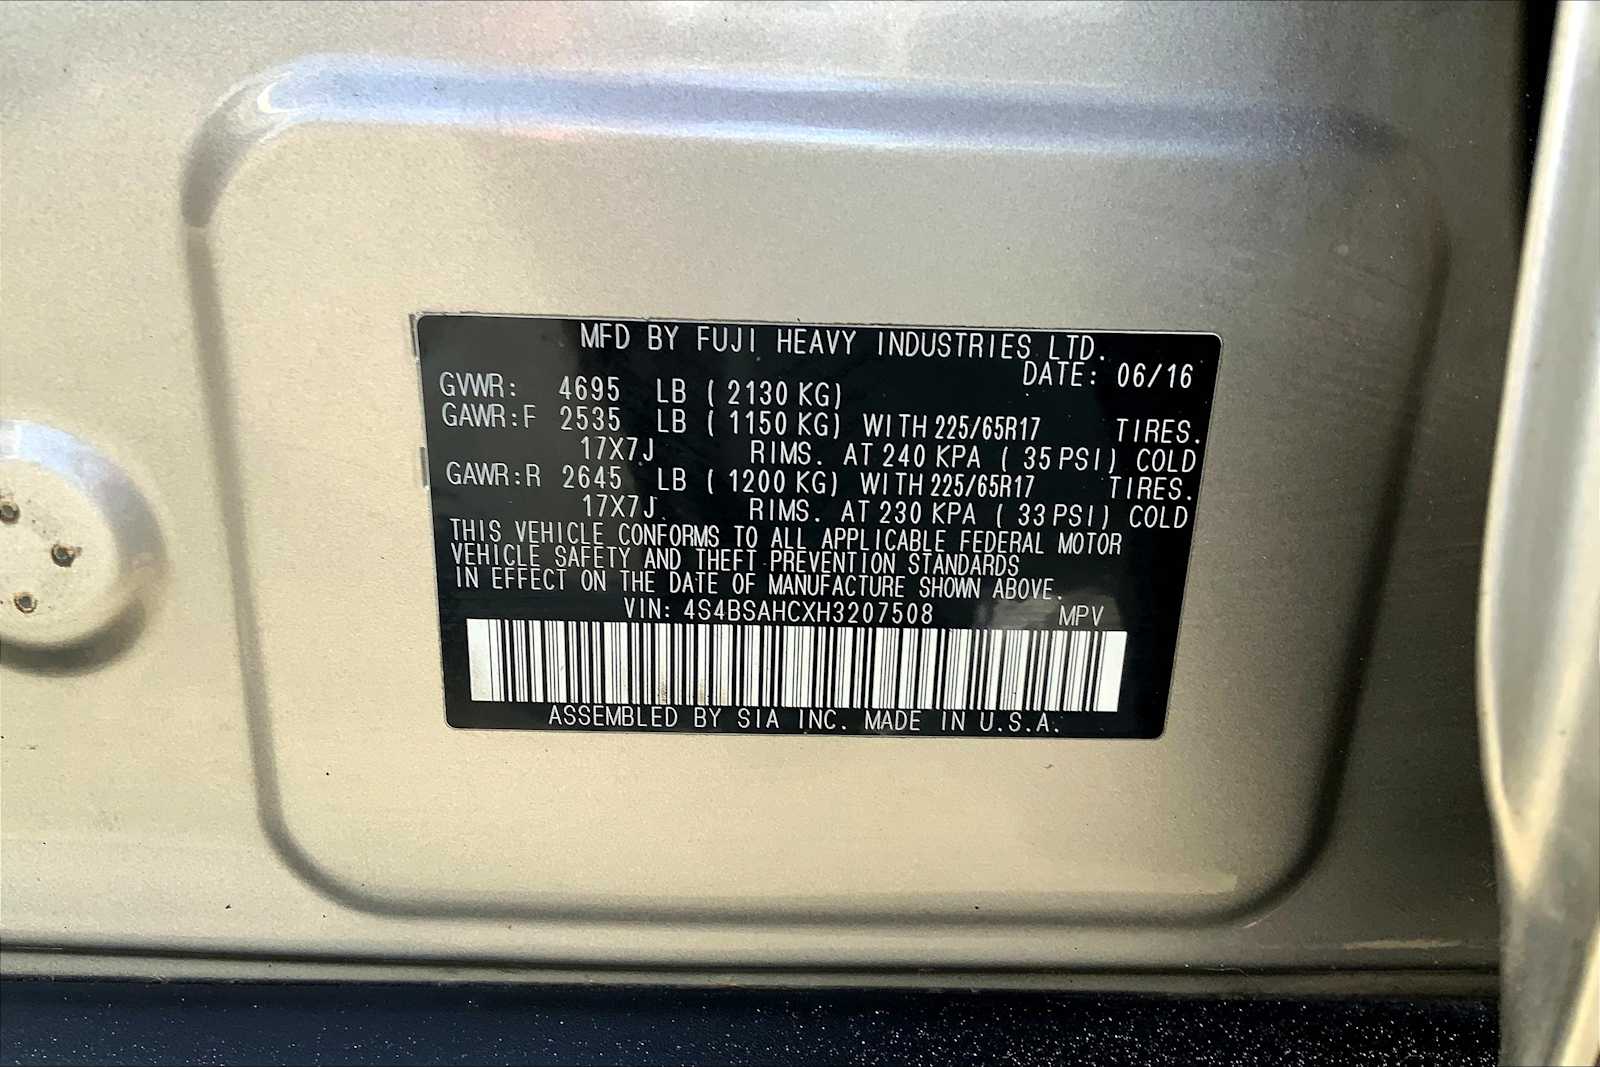 MFD BY FUJI HEAVY INDUSTRIES LTD.
DATE: 06/16
GVWR: 4695 LB ( 2130 KG)
GAWR:F 2535 LB ( 1150 KG) WITH 225/65R17 TIRES.
17X7J RIMS. AT 240 KPA ( 35 PSI) COLD
GAWR:R 2645 LB ( 1200 KG) WITH 225/65R17 TIRES.
17X7J RIMS. AT 230 KPA ( 33 PSI) COLD
THIS VEHICLE CONFORMS TO ALL APPLICABLE FEDERAL MOTOR
VEHICLE SAFETY AND THEFT PREVENTION STANDARDS
IN EFFECT ON THE DATE OF MANUFACTURE SHOWN ABOVE.
VIN: 4S4BSAHCXH3207508 MPV
ASSEMBLED BY SIA INC. MADE IN U.S.A.